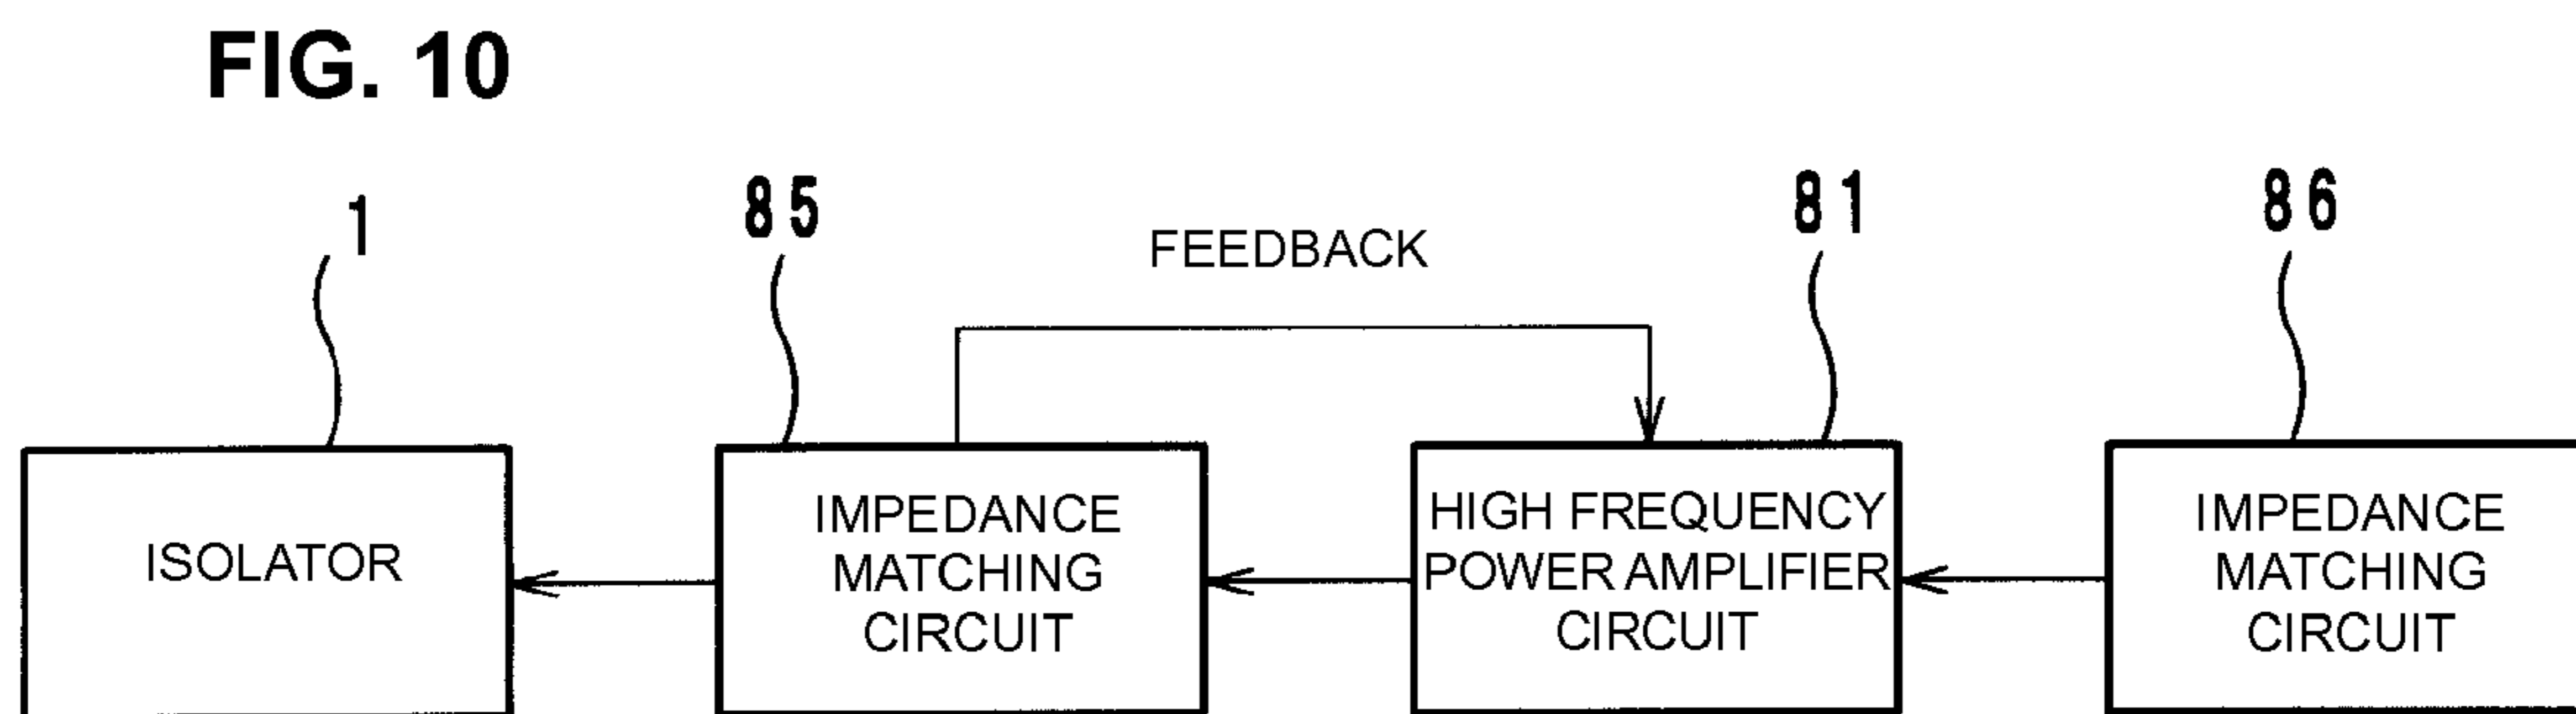 FIG. 10
1
85
FEEDBACK
81
86
ISOLATOR
IMPEDANCE
MATCHING
CIRCUIT
HIGH FREQUENCY
POWER AMPLIFIER
CIRCUIT
IMPEDANCE
MATCHING
CIRCUIT